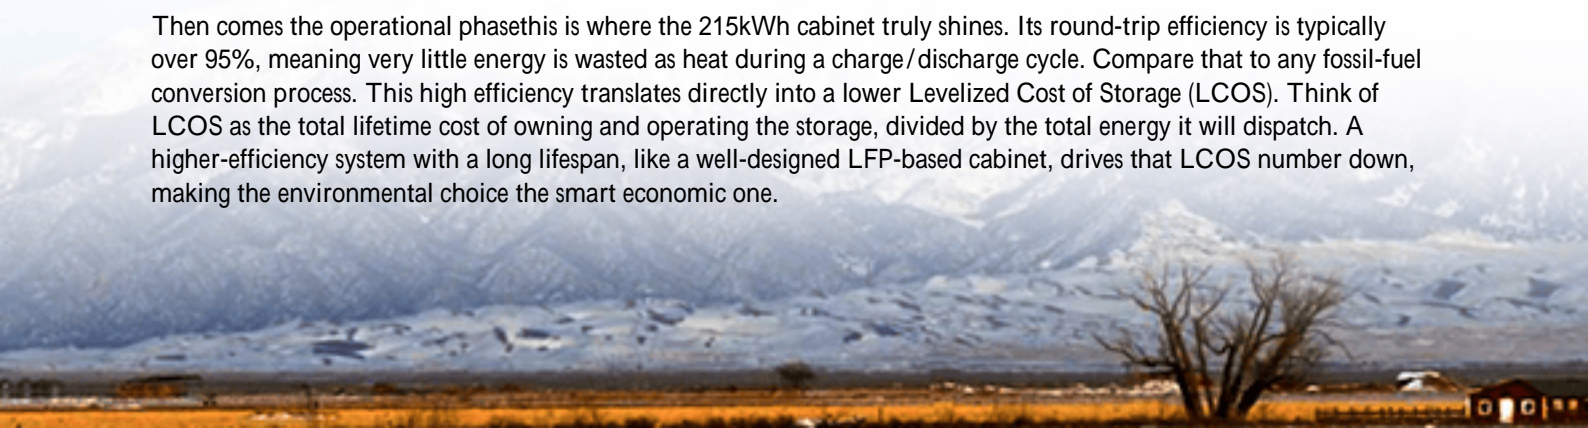 Then comes the operational phasethis is where the 215kWh cabinet truly shines. Its round-trip efficiency is typically
over 95%, meaning very little energy is wasted as heat during a charge/discharge cycle. Compare that to any fossil-fuel
conversion process. This high efficiency translates directly into a lower Levelized Cost of Storage (LCOS). Think of
LCOS as the total lifetime cost of owning and operating the storage, divided by the total energy it will dispatch. A
higher-efficiency system with a long lifespan, like a well-designed LFP-based cabinet, drives that LCOS number down,
making the environmental choice the smart economic one.